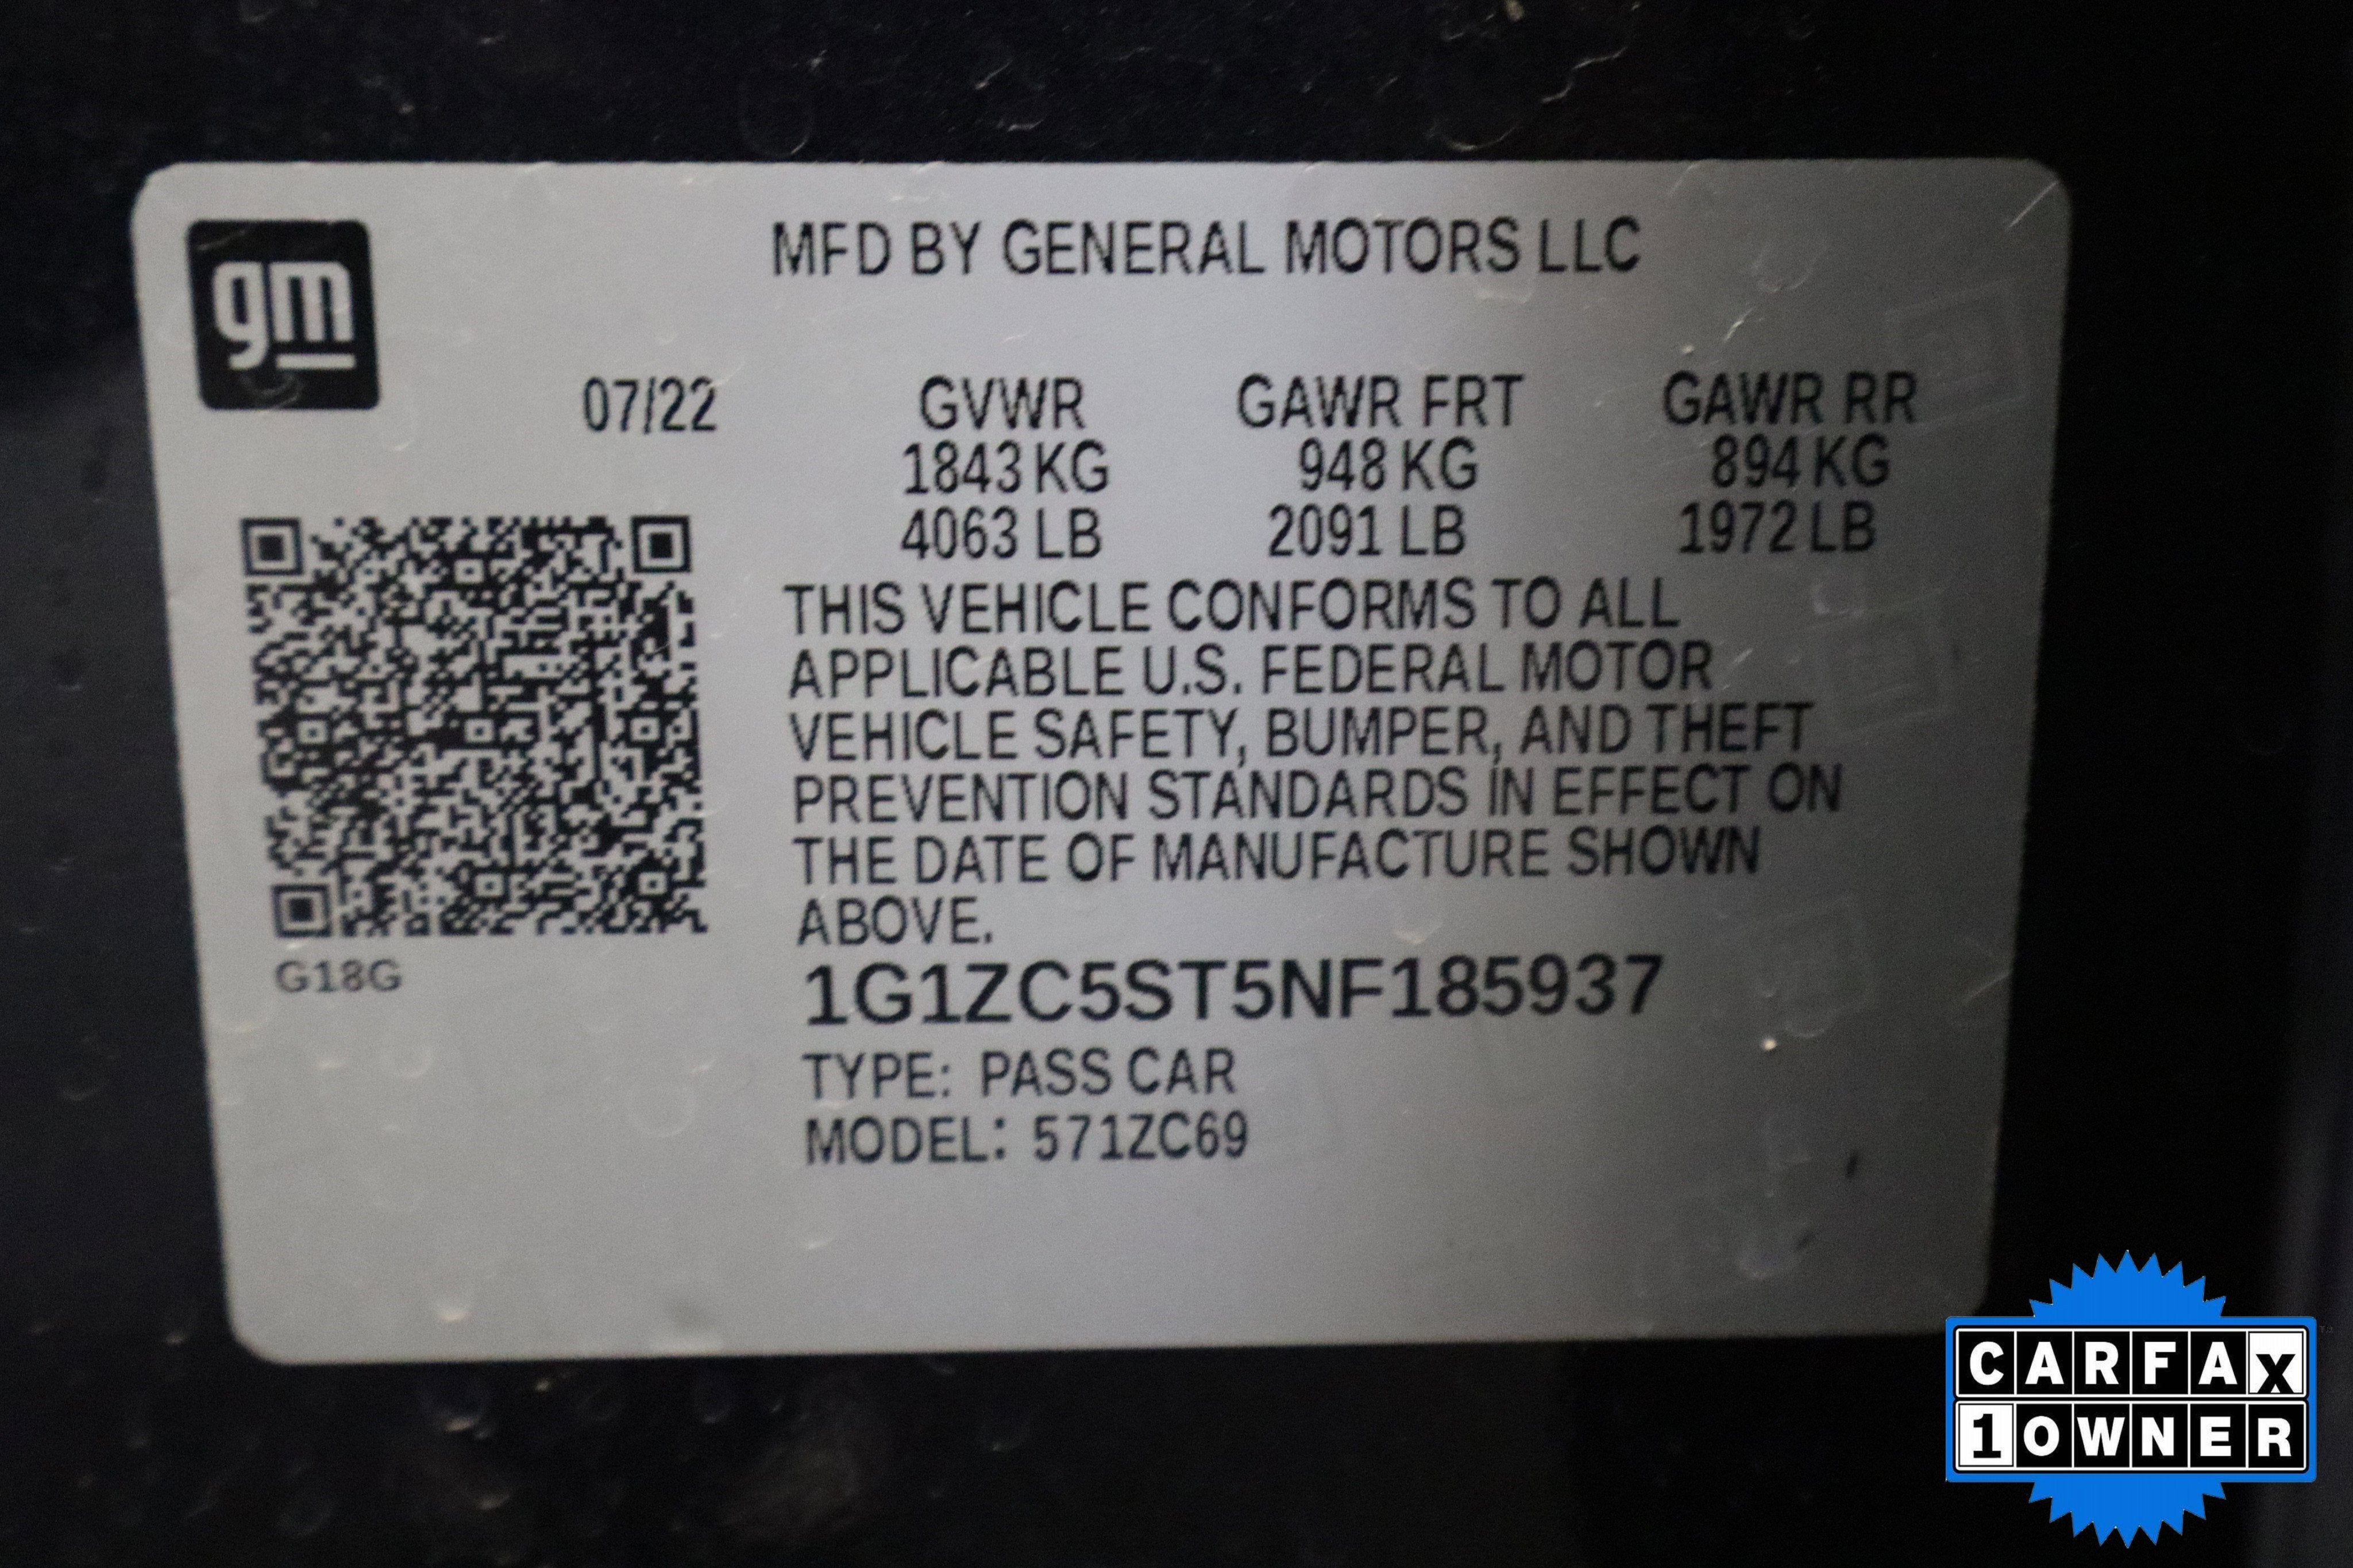 gm
MFD BY GENERAL MOTORS LLC
07/22 GVWR GAWR FRT GAWR RR
1843 KG 948 KG 894 KG
4063 LB 2091 LB 1972 LB
THIS VEHICLE CONFORMS TO ALL
APPLICABLE U.S. FEDERAL MOTOR
VEHICLE SAFETY, BUMPER, AND THEFT
PREVENTION STANDARDS IN EFFECT ON
THE DATE OF MANUFACTURE SHOWN
ABOVE.
G18G
1G1ZC5ST5NF185937
TYPE: PASS CAR
MODEL: 571ZC69
CARFAX
1 OWNER